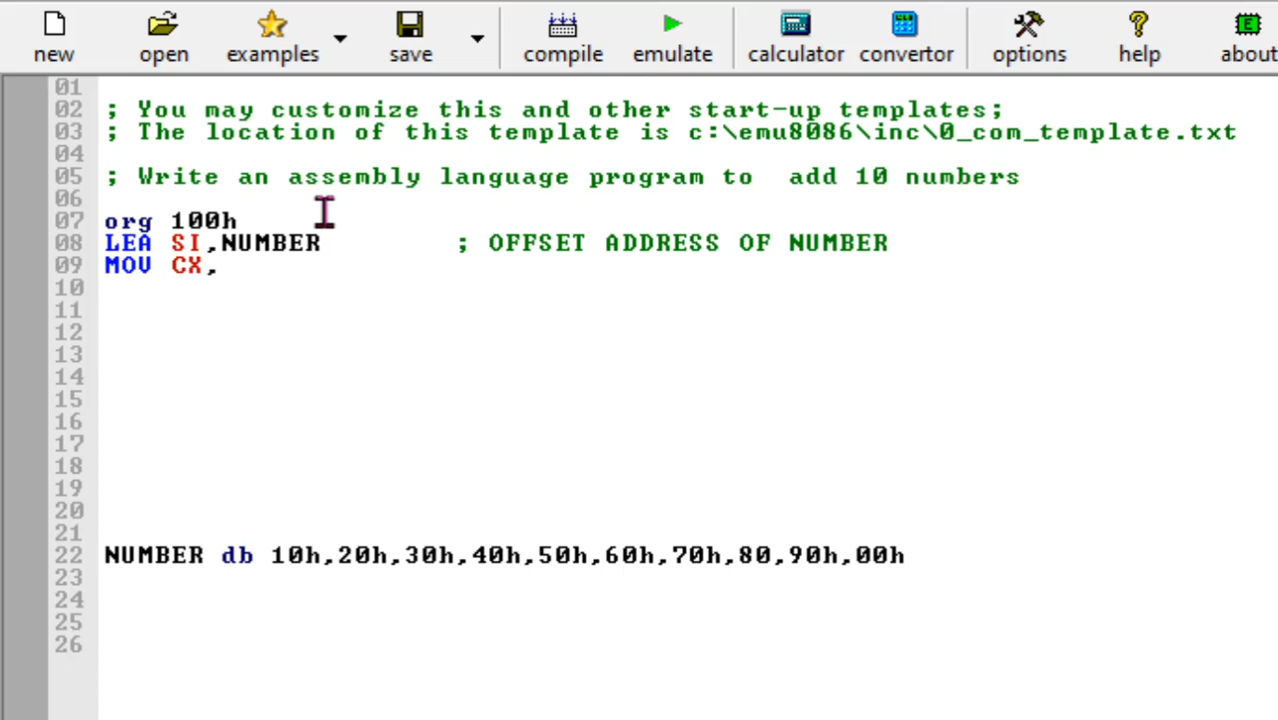 new open examples save compile emulate calculator convertor options help about
01
02 ; You may customize this and other start-up templates;
03 ; The location of this template is c:\emu8086\inc\0_com_template.txt
04
05 ; Write an assembly language program to  add 10 numbers
06
07 org 100h
08 LEA SI,NUMBER        ; OFFSET ADDRESS OF NUMBER
09 MOV CX,
10
11
12
13
14
15
16
17
18
19
20
21
22 NUMBER db 10h,20h,30h,40h,50h,60h,70h,80,90h,00h
23
24
25
26